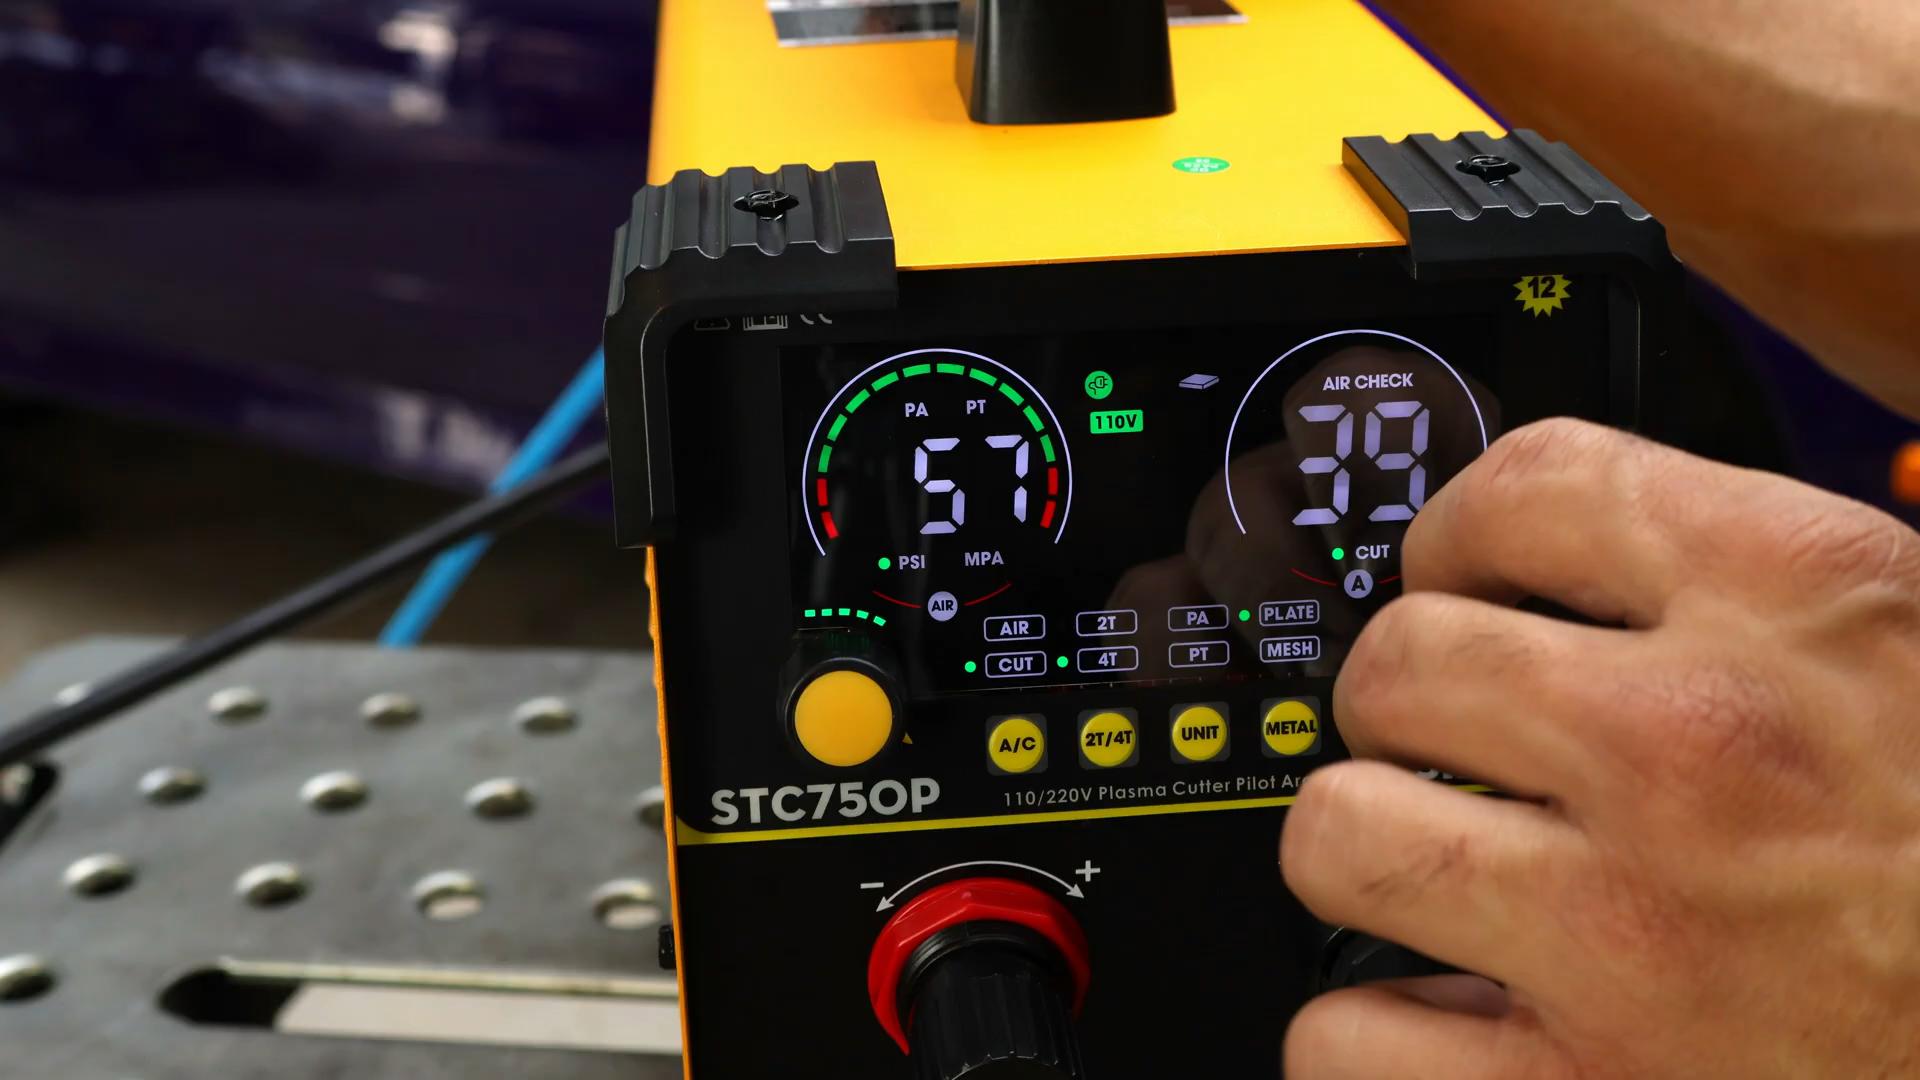 12
PA PT
57
PSI MPA
AIR
110V
AIR CHECK
39
CUT
A
AIR 2T PA PLATE
CUT 4T PT MESH
A/C 2T/4T UNIT METAL
STC750P
110/220V Plasma Cutter Pilot
- +